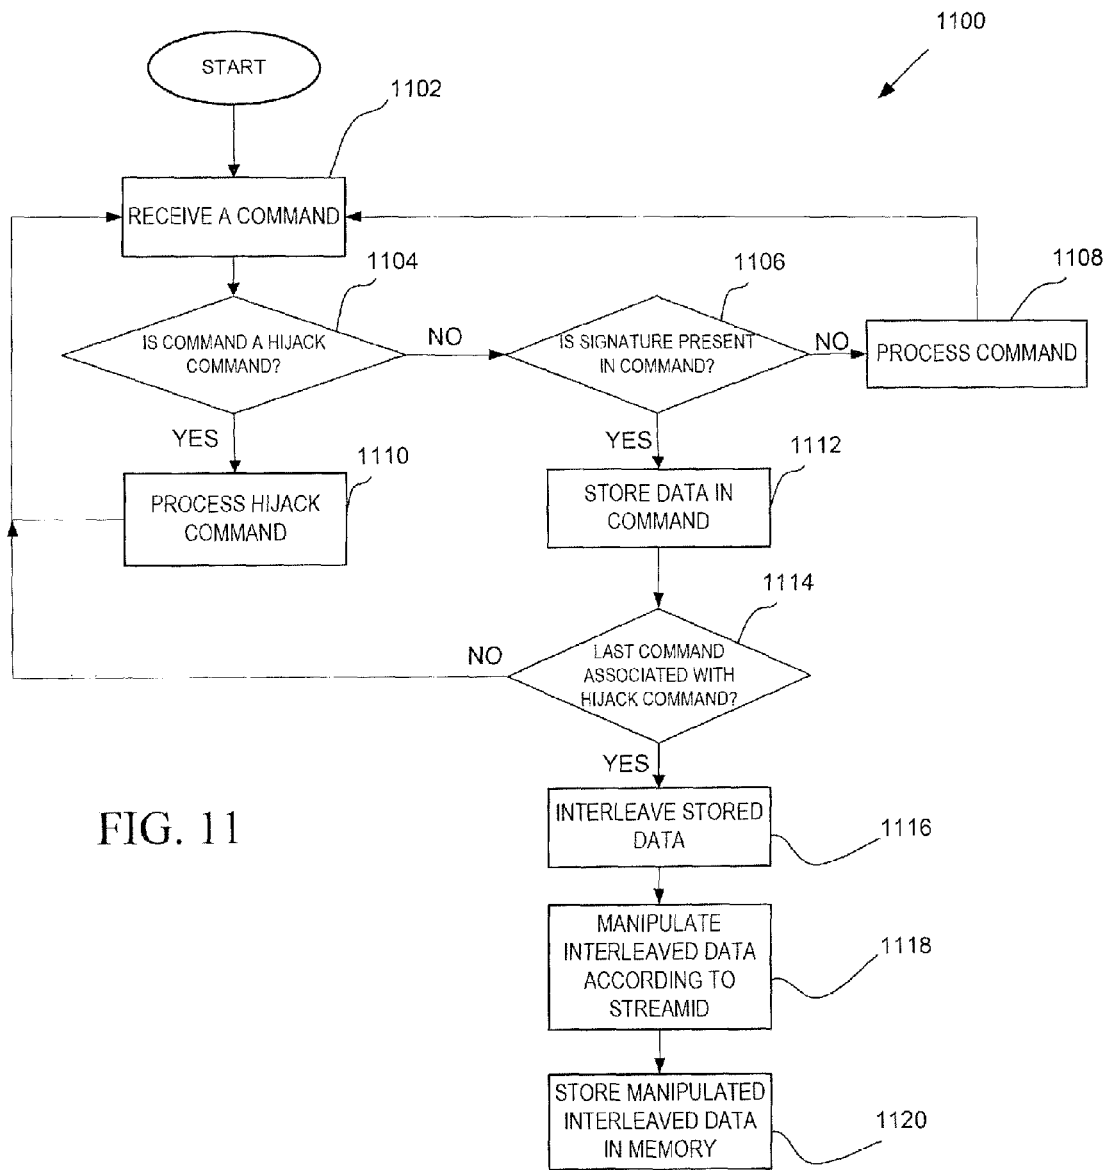 1100
START
1102
RECEIVE A COMMAND
1104
1106
1108
IS COMMAND A HIJACK
COMMAND?
NO
IS SIGNATURE PRESENT
IN COMMAND?
NO
PROCESS COMMAND
YES
1110
YES
1112
PROCESS HIJACK
COMMAND
STORE DATA IN
COMMAND
1114
NO
LAST COMMAND
ASSOCIATED WITH
HIJACK COMMAND?
YES
FIG. 11
INTERLEAVE STORED
DATA
1116
MANIPULATE
INTERLEAVED DATA
ACCORDING TO
STREAMID
1118
STORE MANIPULATED
INTERLEAVED DATA
IN MEMORY
1120